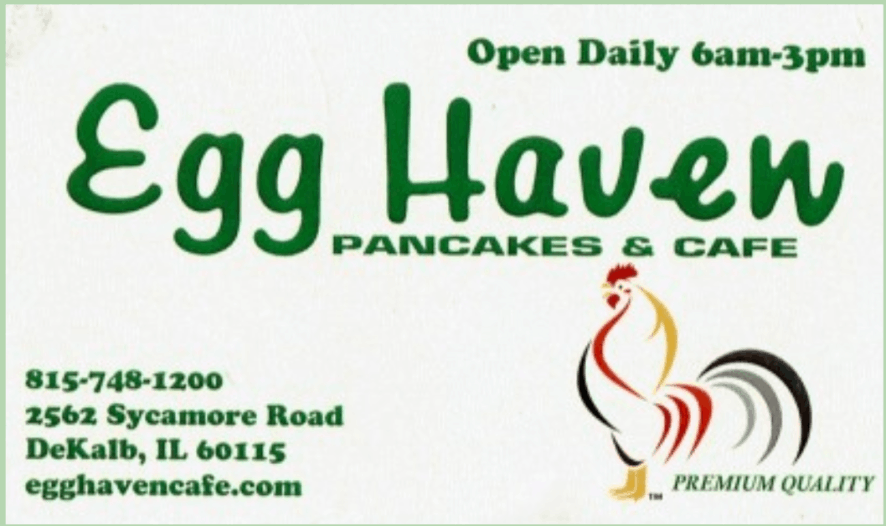 Open Daily 6am-3pm
Egg Haven
PANCAKES & CAFE
815-748-1200
2562 Sycamore Road
DeKalb, IL 60115
egghavencafe.com
™ PREMIUM QUALITY